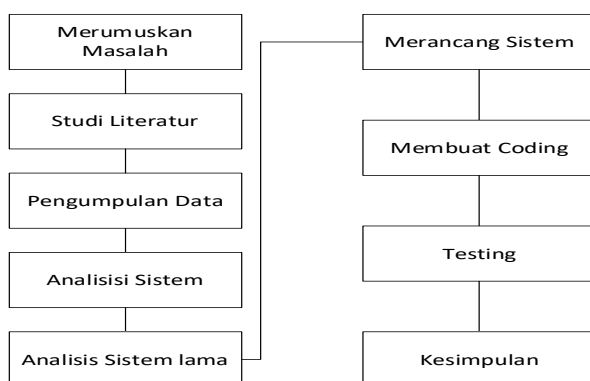 Merumuskan
Masalah
Studi Literatur
Pengumpulan Data
Analisisi Sistem
Analisis Sistem lama
Merancang Sistem
Membuat Coding
Testing
Kesimpulan